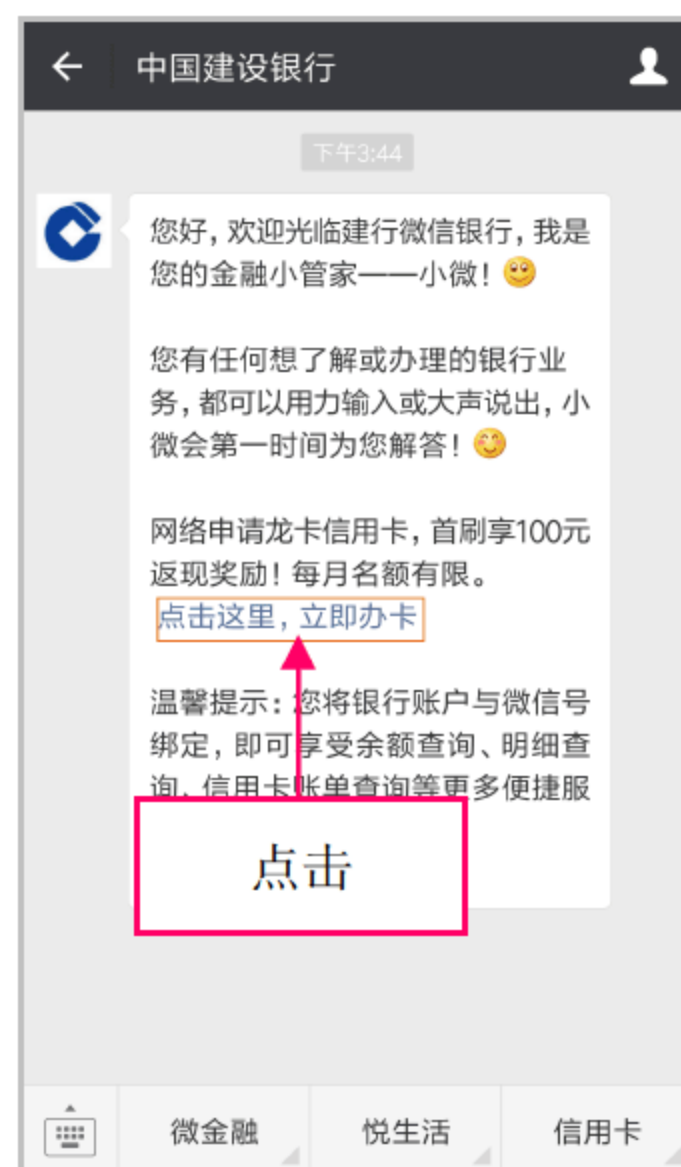 中国建设银行
下午3:44
您好，欢迎光临建行微信银行，我是
您的金融小管家——小微！
您有任何想了解或办理的银行业
务，都可以用力输入或大声说出，小
微会第一时间为您解答！
网络申请龙卡信用卡，首刷享100元
返现奖励！每月名额有限。
点击这里，立即办卡
温馨提示：您将银行账户与微信号
绑定，即可享受余额查询、明细查
询、信用卡账单查询等更多便捷服
点击
微金融
悦生活
信用卡